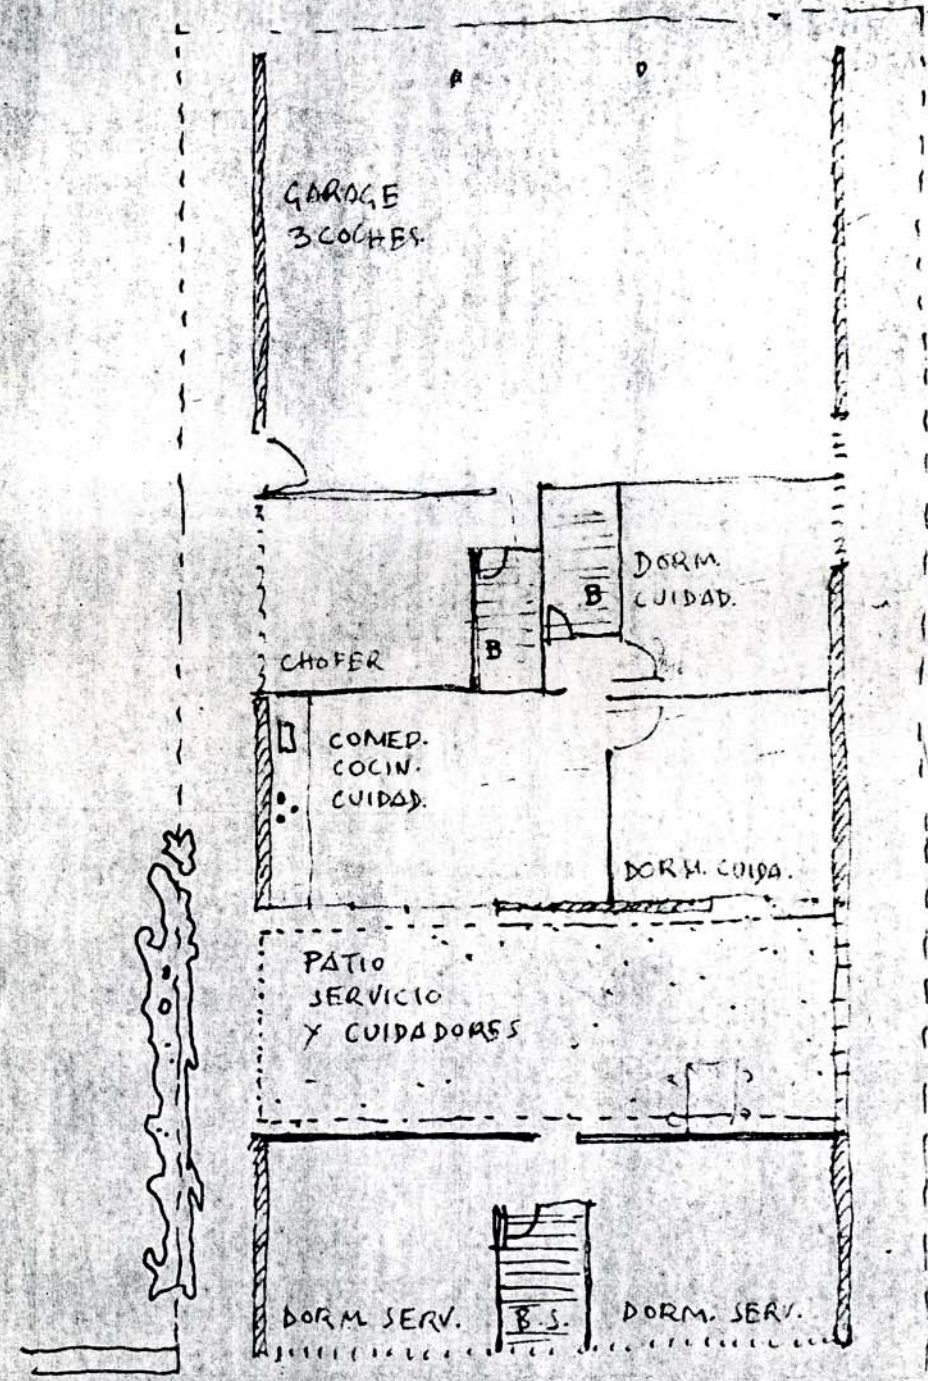 GARAGE
3 COCHES.
DORM.
CUIDAD.
B
B
CHOFER
COMED.
COCIN.
CUIDAD.
DORM. CUIDA.
PATIO
SERVICIO
Y CUIDADORES
DORM. SERV.
B.S.
DORM. SERV.